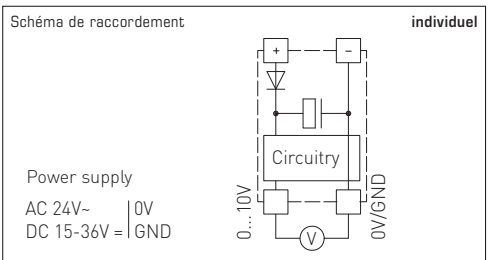 Schéma de raccordement
individuel
+ −
Circuitry
Power supply
AC 24V~ 0V
DC 15-36V = GND
0...10V
V
0V/GND